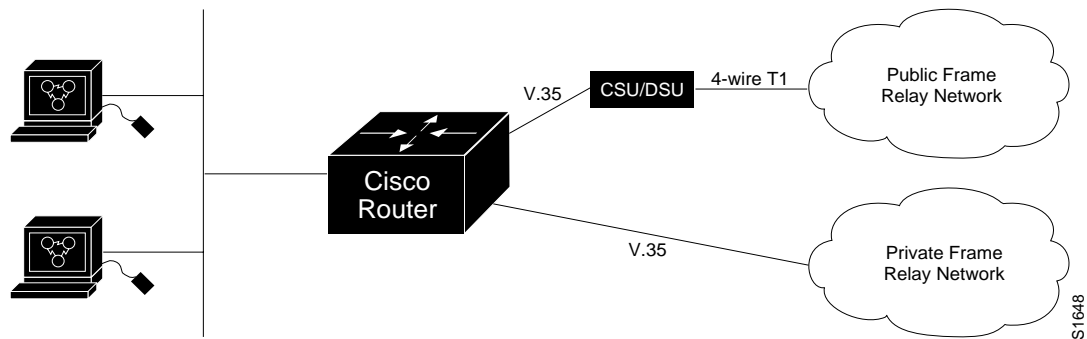 V.35
CSU/DSU
4-wire T1
Public Frame
Relay Network
Cisco
Router
V.35
Private Frame
Relay Network
S1648